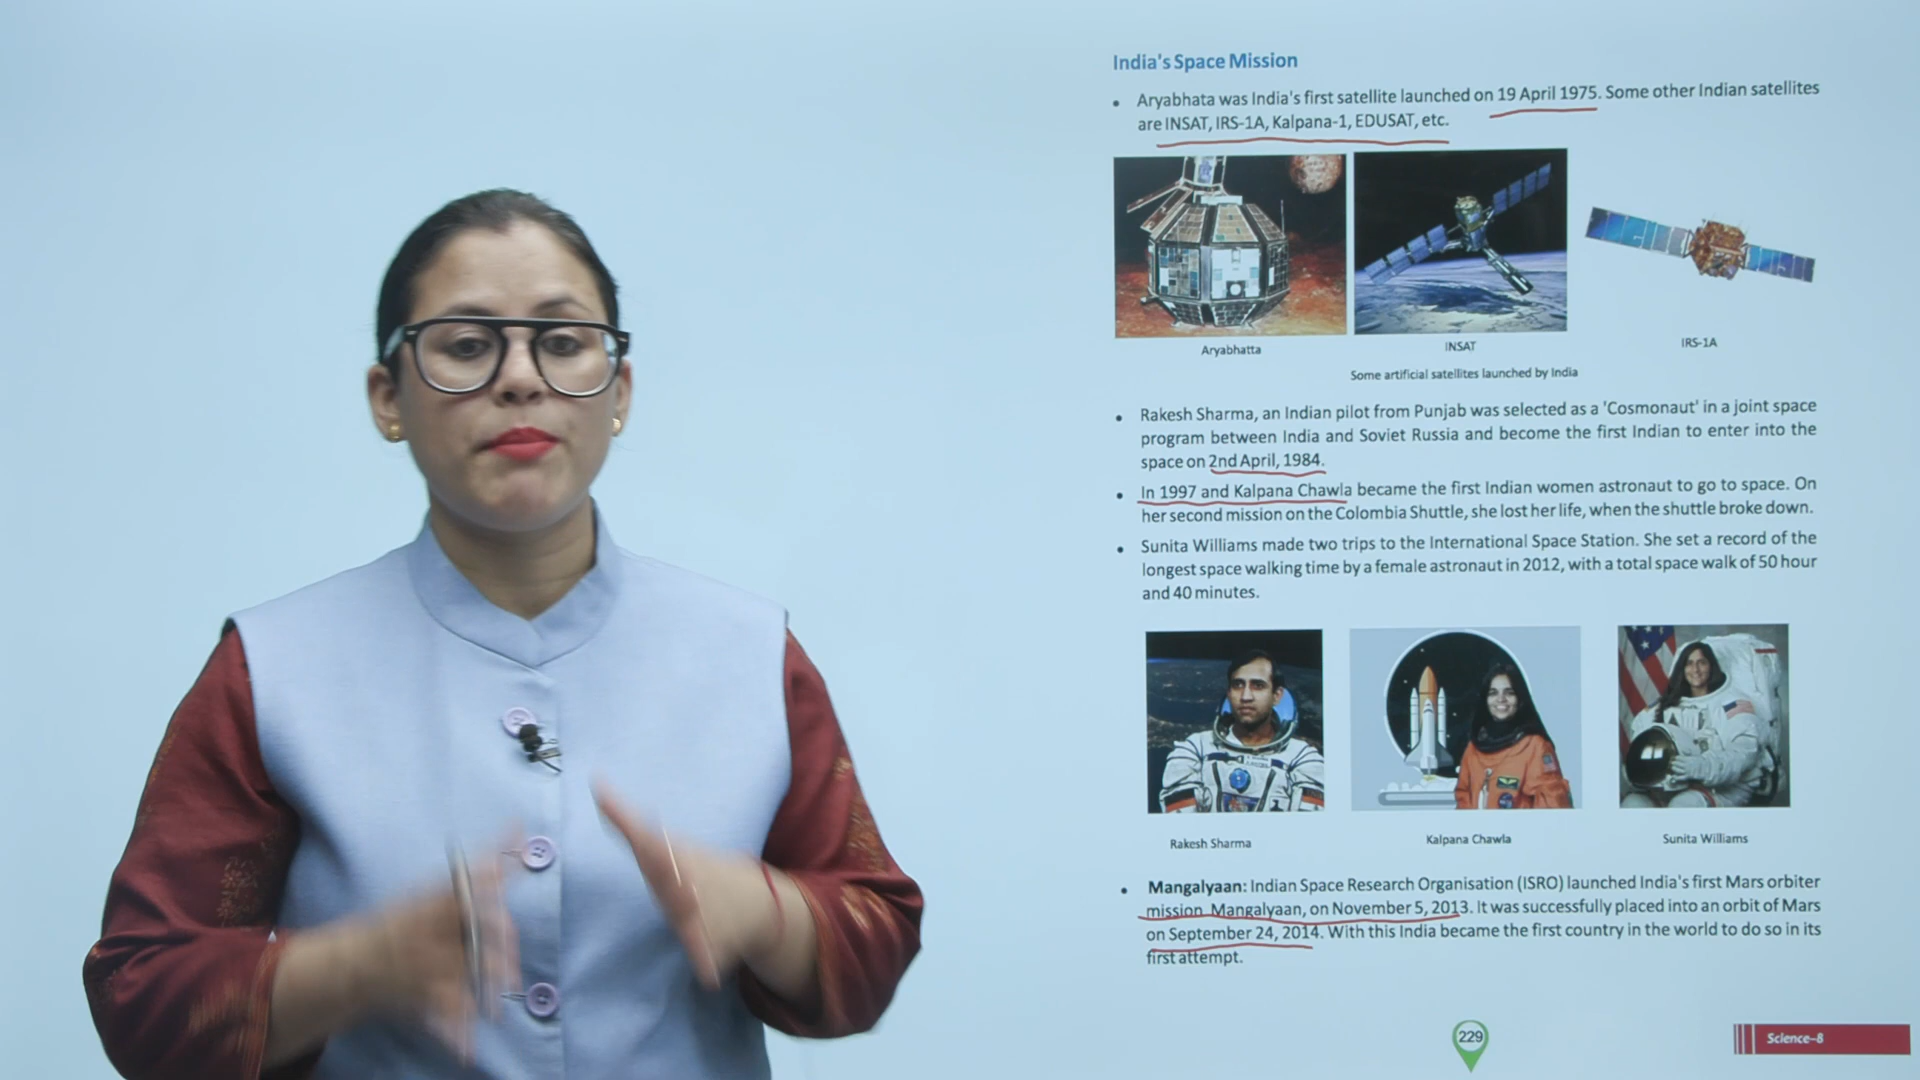 India's Space Mission
• Aryabhata was India's first satellite launched on 19 April 1975. Some other Indian satellites
are INSAT, IRS-1A, Kalpana-1, EDUSAT, etc.
Aryabhatta
INSAT
IRS-1A
Some artificial satellites launched by India
• Rakesh Sharma, an Indian pilot from Punjab was selected as a 'Cosmonaut' in a joint space
program between India and Soviet Russia and become the first Indian to enter into the
space on 2nd April, 1984.
• In 1997 and Kalpana Chawla became the first Indian women astronaut to go to space. On
her second mission on the Colombia Shuttle, she lost her life, when the shuttle broke down.
• Sunita Williams made two trips to the International Space Station. She set a record of the
longest space walking time by a female astronaut in 2012, with a total space walk of 50 hour
and 40 minutes.
Rakesh Sharma
Kalpana Chawla
Sunita Williams
• Mangalyaan: Indian Space Research Organisation (ISRO) launched India's first Mars orbiter
mission Mangalyaan, on November 5, 2013. It was successfully placed into an orbit of Mars
on September 24, 2014. With this India became the first country in the world to do so in its
first attempt.
229
Science–8